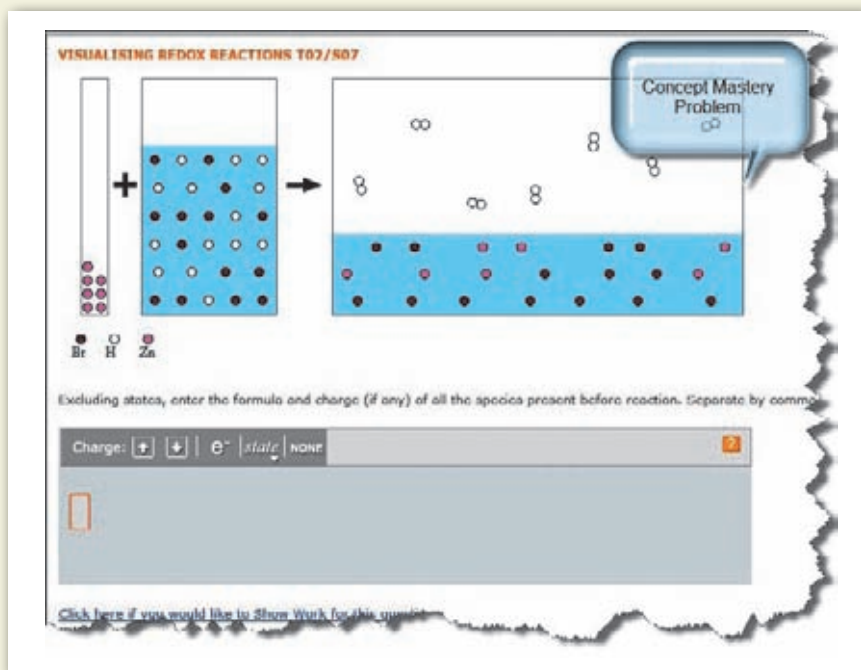 VISUALISING REDOX REACTIONS T07/S07
Concept Mastery
Problem
+
Br H Zn
Excluding states, enter the formula and charge (if any) of all the species present before reaction. Separate by
Charge: e⁻ state NONE
?
Click here if you would like to Show Work for this